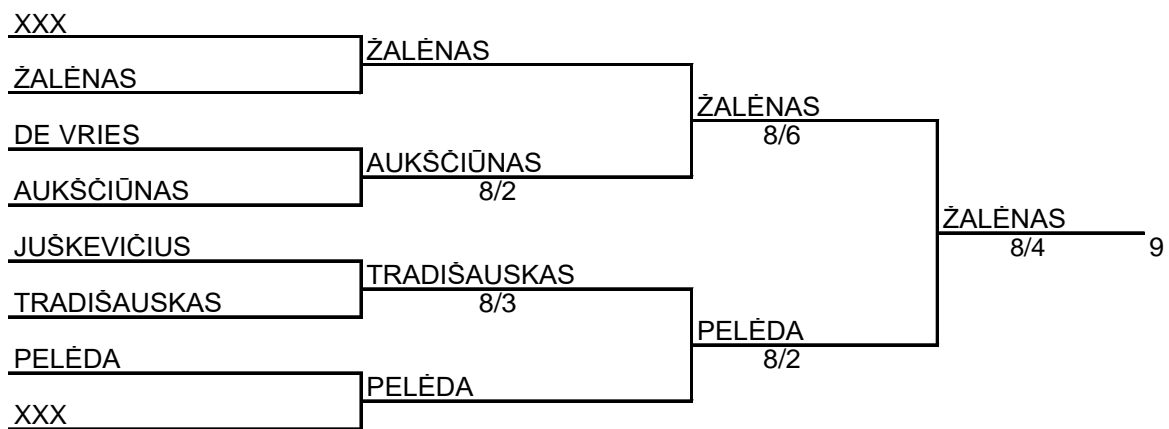 XXX
ŽALĖNAS
ŽALĖNAS
ŽALĖNAS
8/6
DE VRIES
AUKŠČIŪNAS
8/2
AUKŠČIŪNAS
ŽALĖNAS
8/4
9
JUŠKEVIČIUS
TRADIŠAUSKAS
8/3
TRADIŠAUSKAS
PELĖDA
8/2
PELĖDA
PELĖDA
XXX